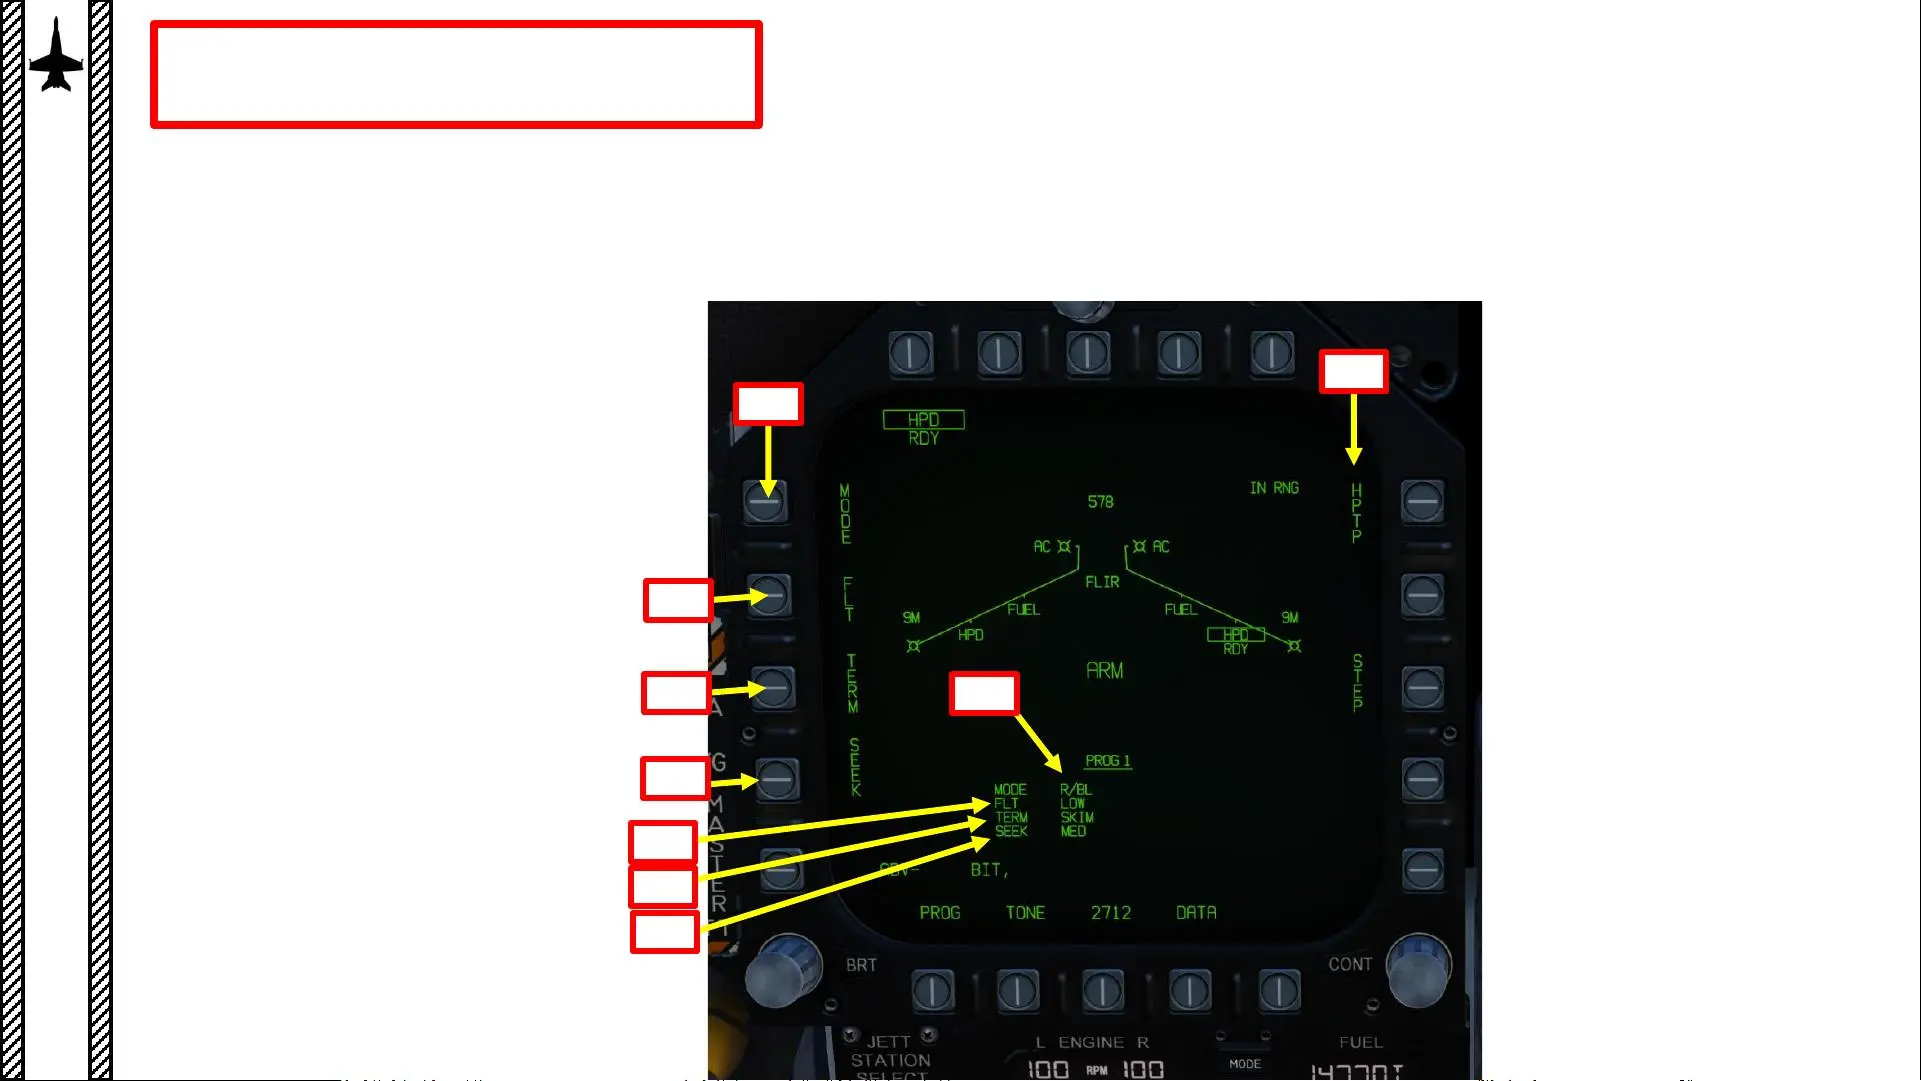 HPD
RDY
IN RNG
578
MODE
HPTP
AC
AC
FLIR
FLT
FUEL
FUEL
9M
9M
HPD
HPD
RDY
TERM
STEP
ARM
SEEK
PROG 1
MODE R/BL
FLT LOW
TERM SKIM
SEEK MED
BIT,
PROG TONE 2712 DATA
BRT
CONT
JETT
STATION
SELECT
L ENGINE R
100 RPM 100
MODE
FUEL
14770T